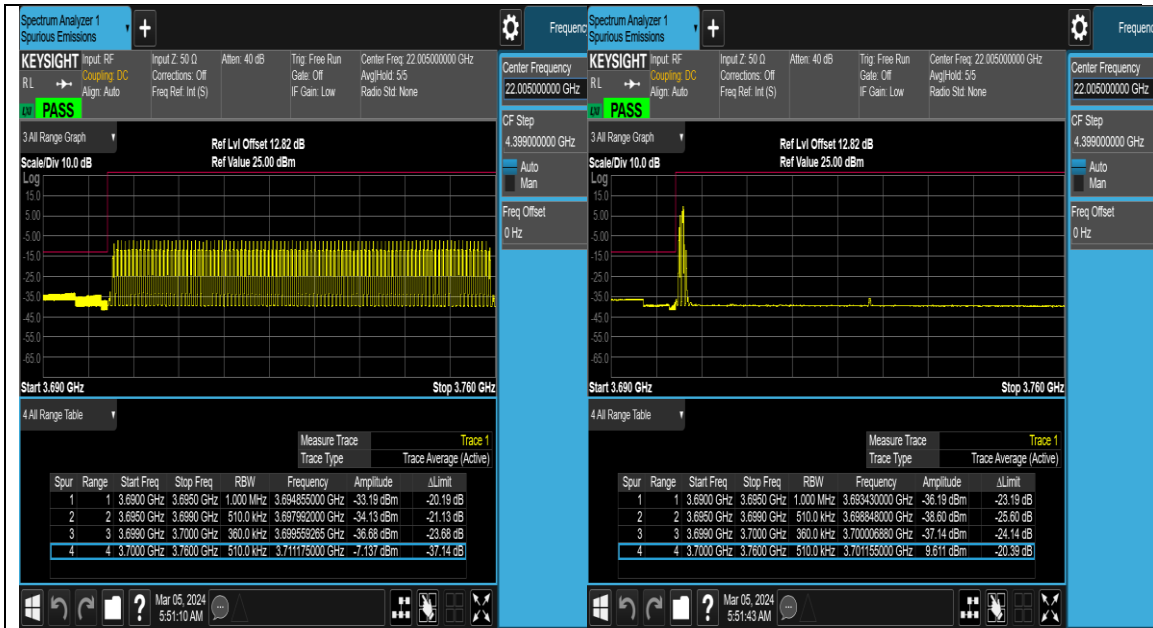 Spectrum Analyzer 1
Spurious Emissions
+
Frequenc
KEYSIGHT Input: RF Input Z: 50 Ω Atten: 40 dB Trig: Free Run Center Freq: 22.005000000 GHz
RL Coupling: DC Corrections: Off Gate: Off Avg|Hold: 5/5
Align: Auto Freq Ref: Int (S) IF Gain: Low Radio Std: None
PASS
Center Frequency
22.005000000 GHz
CF Step
4.399000000 GHz
Auto
Man
Freq Offset
0 Hz
3 All Range Graph
Ref Lvl Offset 12.82 dB
Scale/Div 10.0 dB Ref Value 25.00 dBm
Log
15.0
5.00
-5.00
-15.0
-25.0
-35.0
-45.0
-55.0
-65.0
Start 3.690 GHz Stop 3.760 GHz
4 All Range Table
Measure Trace Trace 1
Trace Type Trace Average (Active)
Spur Range Start Freq Stop Freq RBW Frequency Amplitude ΔLimit
1 1 3.6900 GHz 3.6950 GHz 1.000 MHz 3.694855000 GHz -33.19 dBm -20.19 dB
2 2 3.6950 GHz 3.6990 GHz 510.0 kHz 3.697992000 GHz -34.13 dBm -21.13 dB
3 3 3.6990 GHz 3.7000 GHz 360.0 kHz 3.699559265 GHz -36.68 dBm -23.68 dB
4 4 3.7000 GHz 3.7600 GHz 510.0 kHz 3.711175000 GHz -7.137 dBm -37.14 dB
? Mar 05, 2024
5:51:10 AM
Spectrum Analyzer 1
Spurious Emissions
+
Frequenc
KEYSIGHT Input: RF Input Z: 50 Ω Atten: 40 dB Trig: Free Run Center Freq: 22.005000000 GHz
RL Coupling: DC Corrections: Off Gate: Off Avg|Hold: 5/5
Align: Auto Freq Ref: Int (S) IF Gain: Low Radio Std: None
PASS
Center Frequency
22.005000000 GHz
CF Step
4.399000000 GHz
Auto
Man
Freq Offset
0 Hz
3 All Range Graph
Ref Lvl Offset 12.82 dB
Scale/Div 10.0 dB Ref Value 25.00 dBm
Log
15.0
5.00
-5.00
-15.0
-25.0
-35.0
-45.0
-55.0
-65.0
Start 3.690 GHz Stop 3.760 GHz
4 All Range Table
Measure Trace Trace 1
Trace Type Trace Average (Active)
Spur Range Start Freq Stop Freq RBW Frequency Amplitude ΔLimit
1 1 3.6900 GHz 3.6950 GHz 1.000 MHz 3.693430000 GHz -36.19 dBm -23.19 dB
2 2 3.6950 GHz 3.6990 GHz 510.0 kHz 3.698848000 GHz -38.60 dBm -25.60 dB
3 3 3.6990 GHz 3.7000 GHz 360.0 kHz 3.700006880 GHz -37.14 dBm -24.14 dB
4 4 3.7000 GHz 3.7600 GHz 510.0 kHz 3.701155000 GHz 9.611 dBm -20.39 dB
? Mar 05, 2024
5:51:43 AM